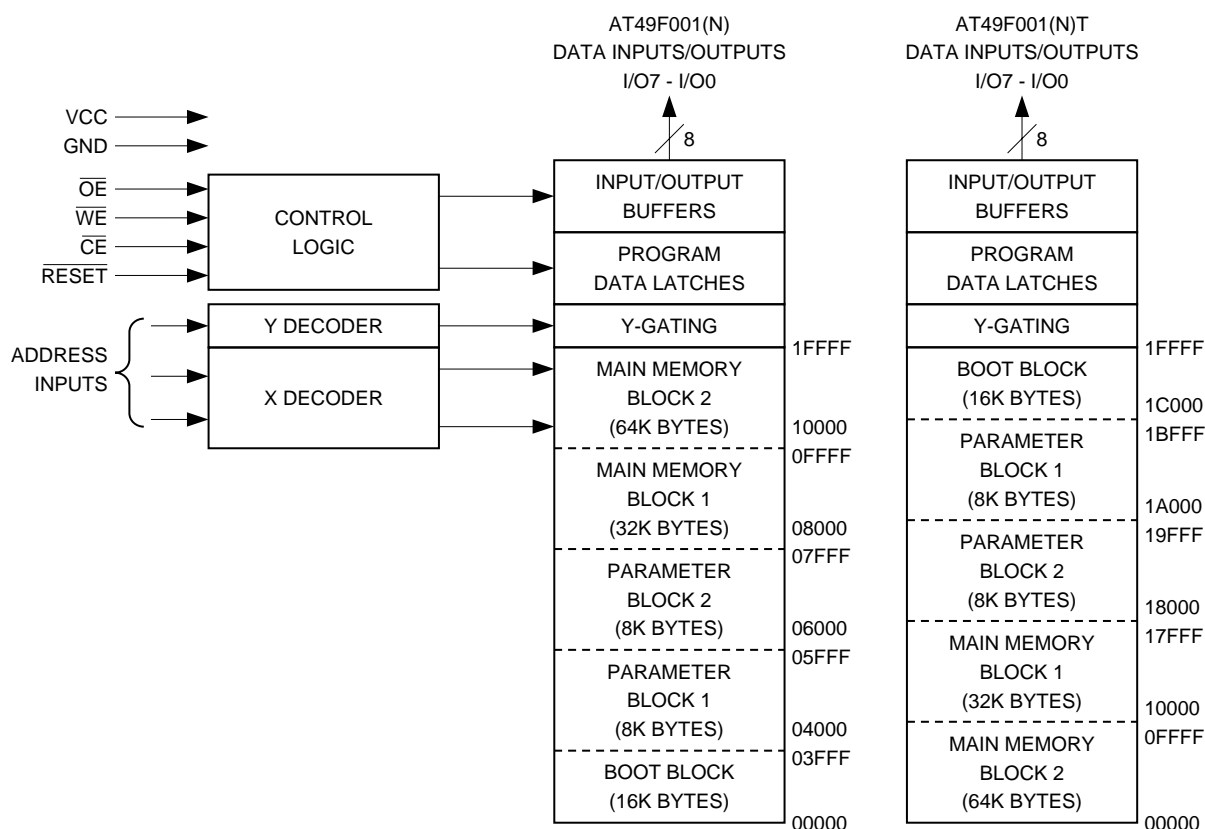 AT49F001(N)
DATA INPUTS/OUTPUTS
I/O7 - I/O0
8
AT49F001(N)T
DATA INPUTS/OUTPUTS
I/O7 - I/O0
8
VCC
GND
OE
WE
CE
RESET
ADDRESS
INPUTS
CONTROL
LOGIC
Y DECODER
X DECODER
INPUT/OUTPUT
BUFFERS
PROGRAM
DATA LATCHES
Y-GATING
1FFFF
MAIN MEMORY
BLOCK 2
(64K BYTES)
10000
0FFFF
MAIN MEMORY
BLOCK 1
(32K BYTES)
08000
07FFF
PARAMETER
BLOCK 2
(8K BYTES)
06000
05FFF
PARAMETER
BLOCK 1
(8K BYTES)
04000
03FFF
BOOT BLOCK
(16K BYTES)
00000
INPUT/OUTPUT
BUFFERS
PROGRAM
DATA LATCHES
Y-GATING
1FFFF
BOOT BLOCK
(16K BYTES)
1C000
1BFFF
PARAMETER
BLOCK 1
(8K BYTES)
1A000
19FFF
PARAMETER
BLOCK 2
(8K BYTES)
18000
17FFF
MAIN MEMORY
BLOCK 1
(32K BYTES)
10000
0FFFF
MAIN MEMORY
BLOCK 2
(64K BYTES)
00000